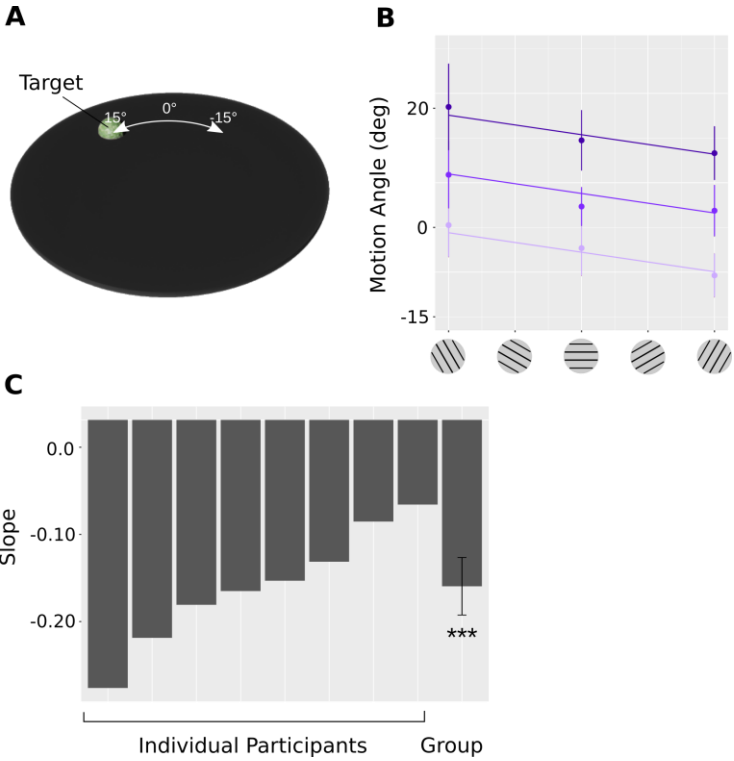 A
Target
15°
0°
-15°
B
Motion Angle (deg)
20
0
-15
C
Slope
0.0
-0.10
-0.20
***
Individual Participants
Group